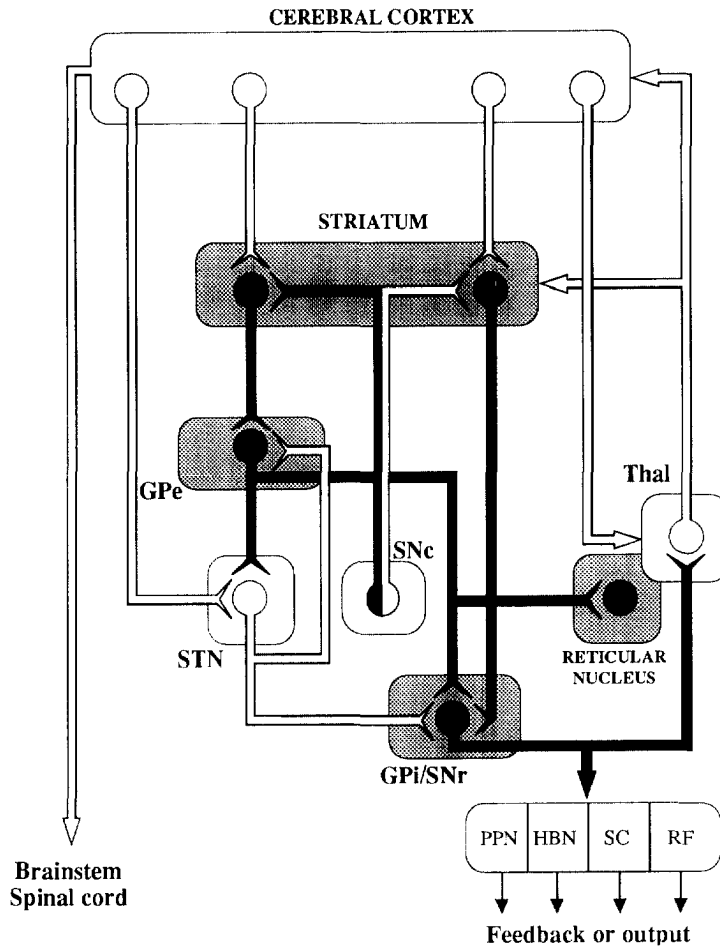 CEREBRAL CORTEX
STRIATUM
GPe
Thal
SNc
STN
RETICULAR
NUCLEUS
GPi/SNr
PPN HBN SC RF
Brainstem
Spinal cord
Feedback or output